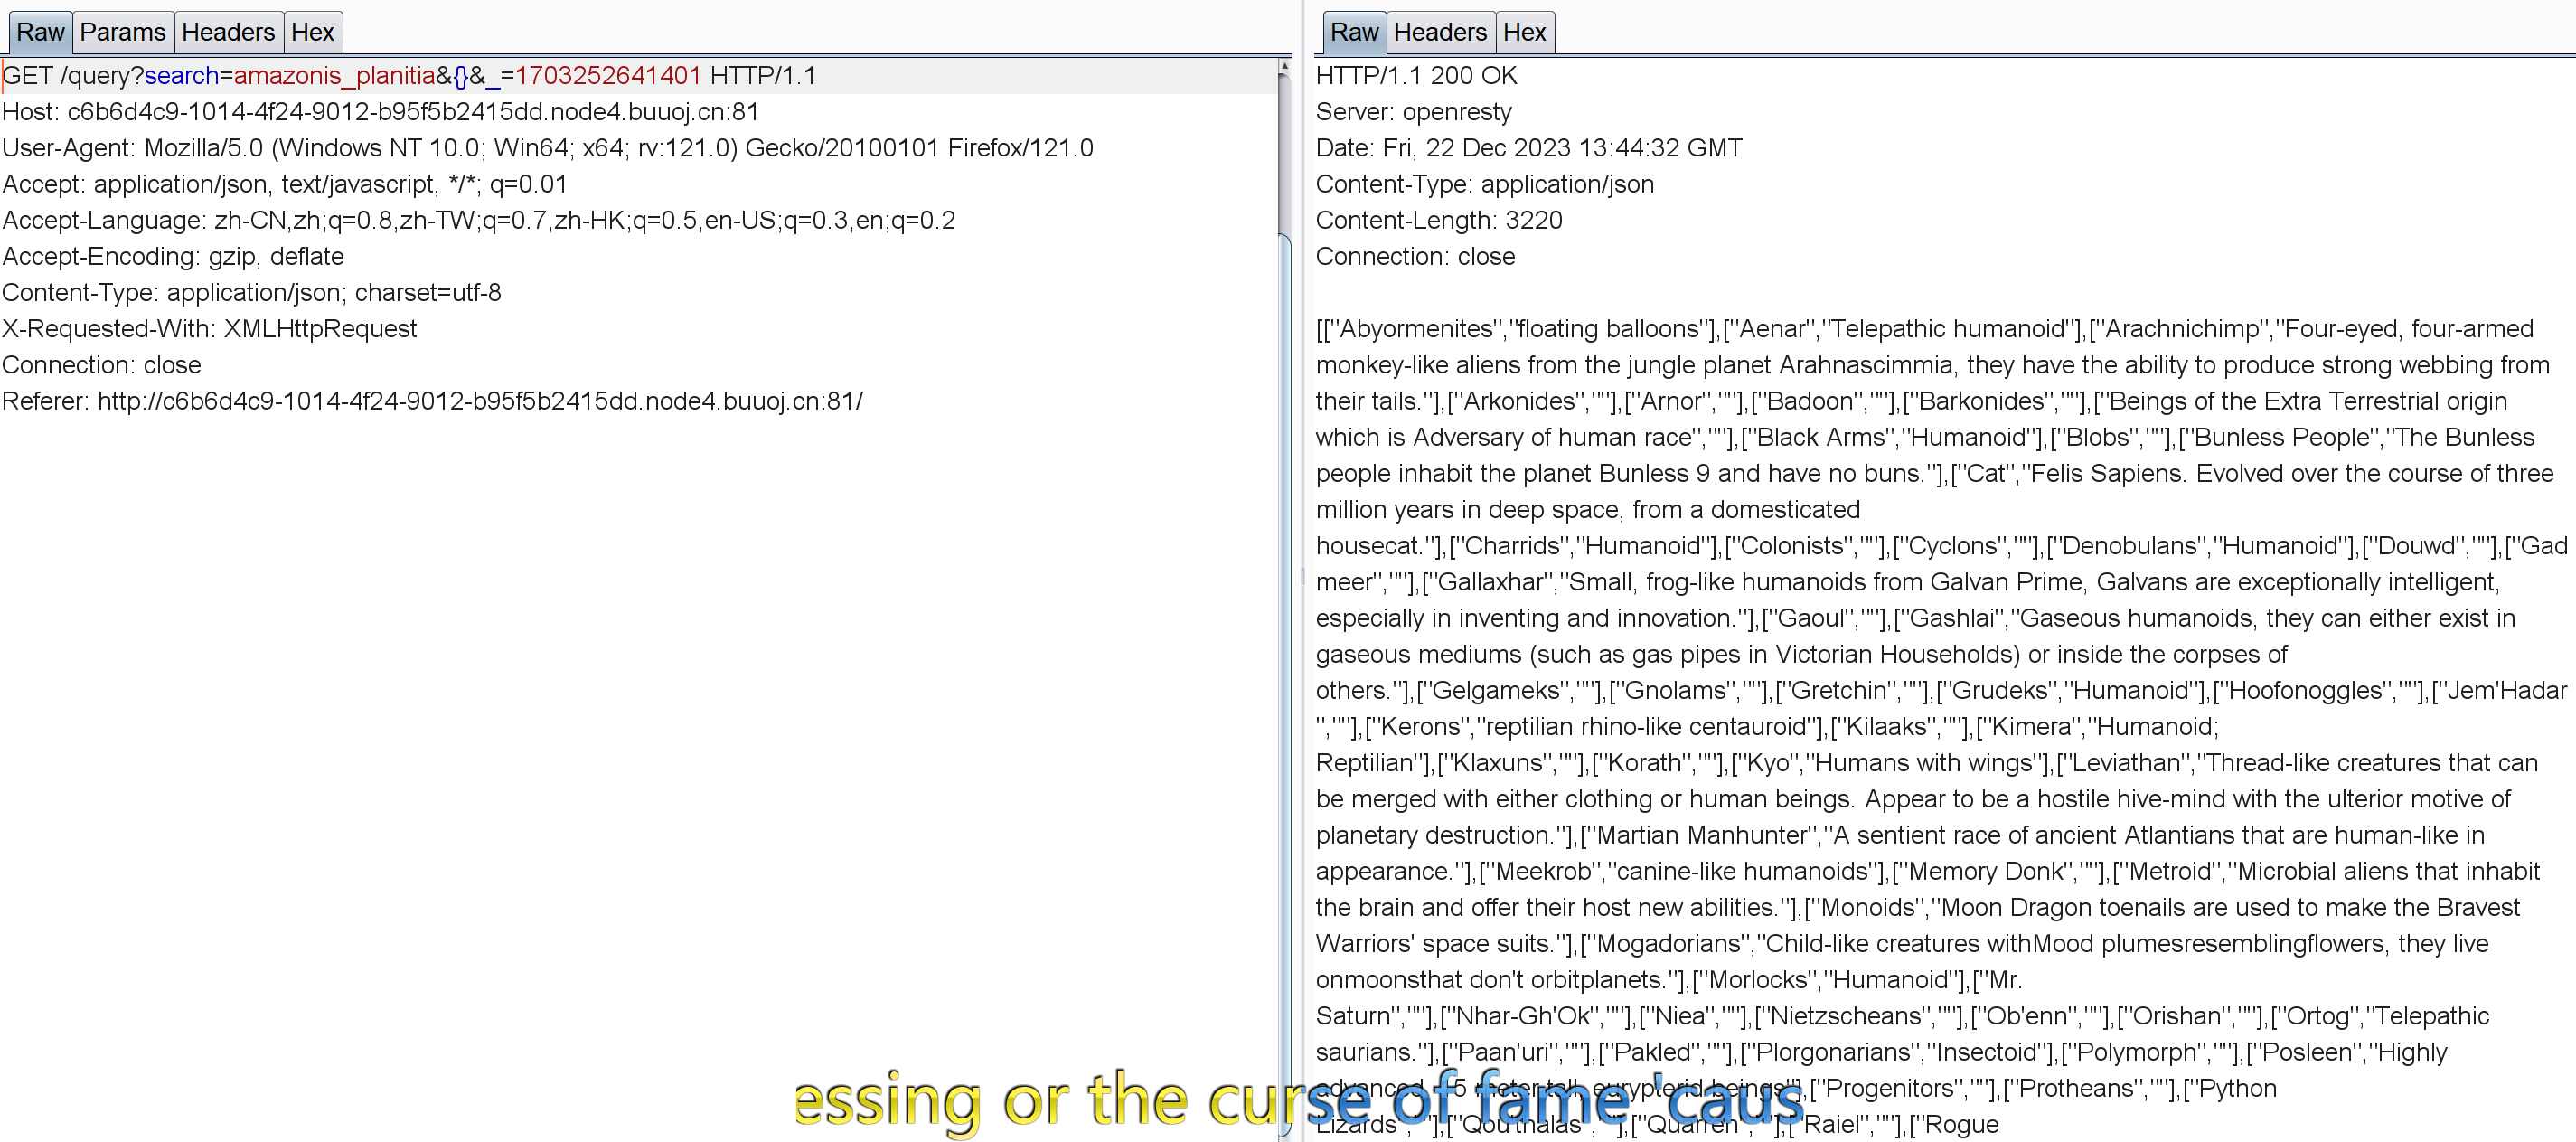 Raw Params Headers Hex
GET /query?search=amazonis_planitia&{}&_=1703252641401 HTTP/1.1
Host: c6b6d4c9-1014-4f24-9012-b95f5b2415dd.node4.buuoj.cn:81
User-Agent: Mozilla/5.0 (Windows NT 10.0; Win64; x64; rv:121.0) Gecko/20100101 Firefox/121.0
Accept: application/json, text/javascript, */*; q=0.01
Accept-Language: zh-CN,zh;q=0.8,zh-TW;q=0.7,zh-HK;q=0.5,en-US;q=0.3,en;q=0.2
Accept-Encoding: gzip, deflate
Content-Type: application/json; charset=utf-8
X-Requested-With: XMLHttpRequest
Connection: close
Referer: http://c6b6d4c9-1014-4f24-9012-b95f5b2415dd.node4.buuoj.cn:81/
Raw Headers Hex
HTTP/1.1 200 OK
Server: openresty
Date: Fri, 22 Dec 2023 13:44:32 GMT
Content-Type: application/json
Content-Length: 3220
Connection: close
[["Abyormenites","floating balloons"],["Aenar","Telepathic humanoid"],["Arachnichimp","Four-eyed, four-armed
monkey-like aliens from the jungle planet Arahnascimmia, they have the ability to produce strong webbing from
their tails."],["Arkonides",""],["Arnor",""],["Badoon",""],["Barkonides",""],["Beings of the Extra Terrestrial origin
which is Adversary of human race",""],["Black Arms","Humanoid"],["Blobs",""],["Bunless People","The Bunless
people inhabit the planet Bunless 9 and have no buns."],["Cat","Felis Sapiens. Evolved over the course of three
million years in deep space, from a domesticated
housecat."],["Charrids","Humanoid"],["Colonists",""],["Cyclons",""],["Denobulans","Humanoid"],["Douwd",""],["Gad
meer",""],["Gallaxhar","Small, frog-like humanoids from Galvan Prime, Galvans are exceptionally intelligent,
especially in inventing and innovation."],["Gaoul",""],["Gashlai","Gaseous humanoids, they can either exist in
gaseous mediums (such as gas pipes in Victorian Households) or inside the corpses of
others."],["Gelgameks",""],["Gnolams",""],["Gretchin",""],["Grudeks","Humanoid"],["Hoofonoggles",""],["Jem'Hadar
",""],["Kerons","reptilian rhino-like centauroid"],["Kilaaks",""],["Kimera","Humanoid;
Reptilian"],["Klaxuns",""],["Korath",""],["Kyo","Humans with wings"],["Leviathan","Thread-like creatures that can
be merged with either clothing or human beings. Appear to be a hostile hive-mind with the ulterior motive of
planetary destruction."],["Martian Manhunter","A sentient race of ancient Atlantians that are human-like in
appearance."],["Meekrob","canine-like humanoids"],["Memory Donk",""],["Metroid","Microbial aliens that inhabit
the brain and offer their host new abilities."],["Monoids","Moon Dragon toenails are used to make the Bravest
Warriors' space suits."],["Mogadorians","Child-like creatures withMood plumesresemblingflowers, they live
onmoonsthat don't orbitplanets."],["Morlocks","Humanoid"],["Mr.
Saturn",""],["Nhar-Gh'Ok",""],["Niea",""],["Nietzscheans",""],["Ob'enn",""],["Orishan",""],["Ortog","Telepathic
saurians."],["Paan'uri",""],["Pakled",""],["Plorgonarians","Insectoid"],["Polymorph",""],["Posleen","Highly
advanced 5 meter tall, eurypterid beings"],["Progenitors",""],["Protheans",""],["Python
Lizards",""],["Qou'thalas",""],["Quarren",""],["Raiel",""],["Rogue
essing or the curse of fame 'caus